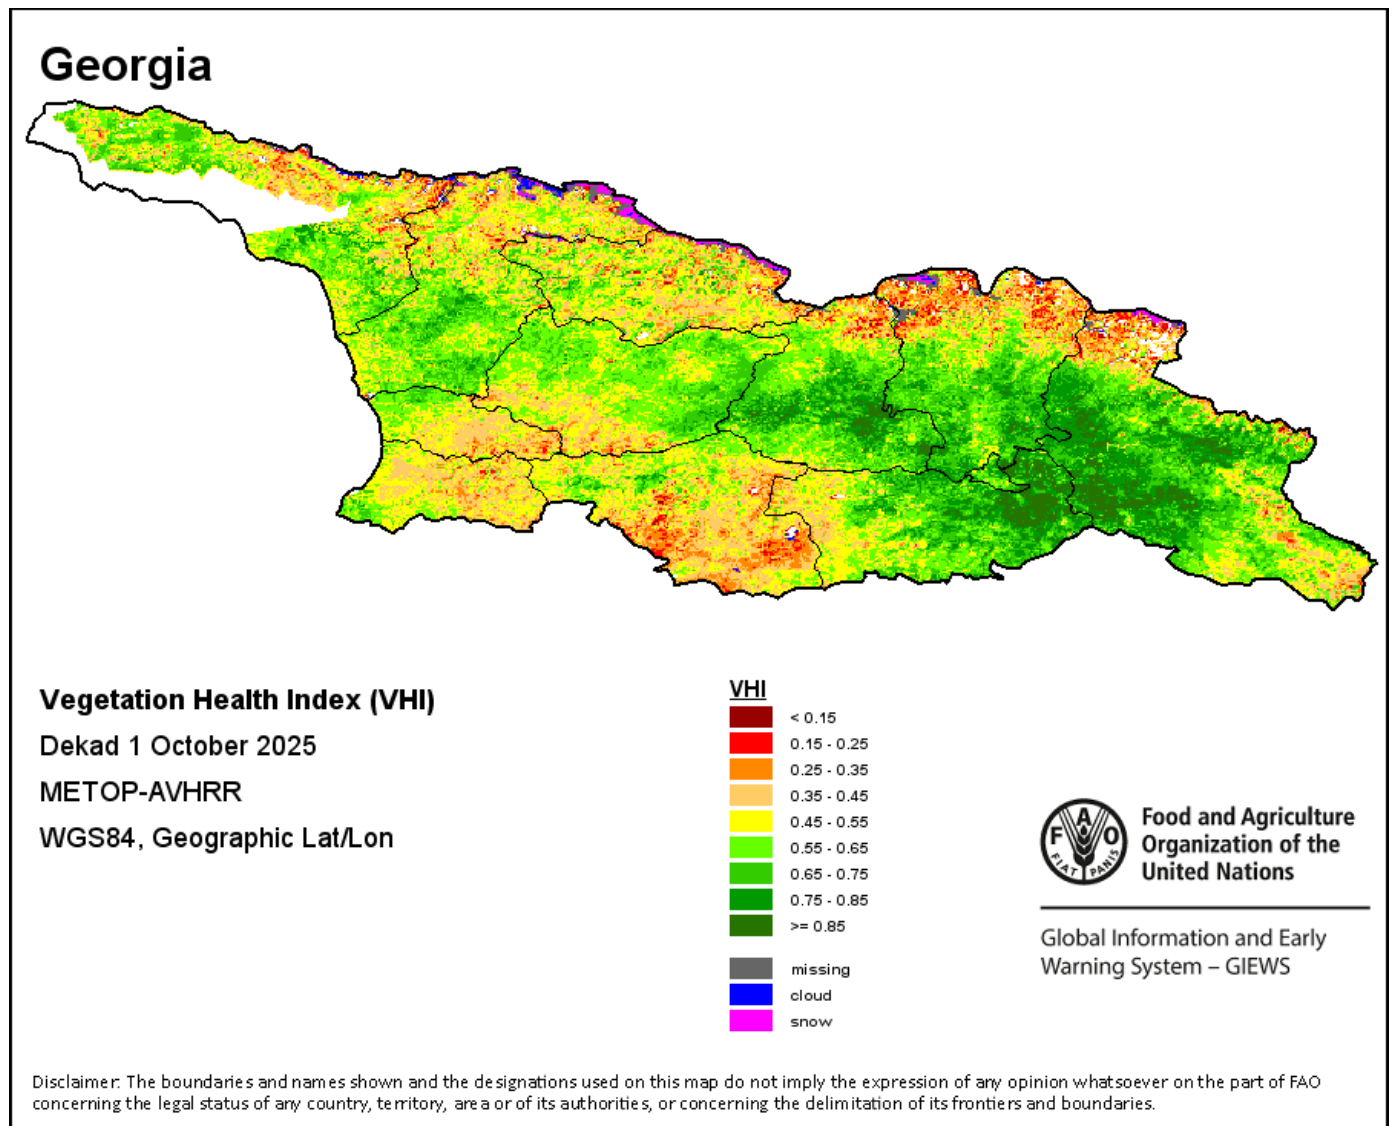 Georgia
Vegetation Health Index (VHI)
Dekad 1 October 2025
METOP-AVHRR
WGS84, Geographic Lat/Lon
VHI
< 0.15
0.15 - 0.25
0.25 - 0.35
0.35 - 0.45
0.45 - 0.55
0.55 - 0.65
0.65 - 0.75
0.75 - 0.85
>= 0.85
missing
cloud
snow
F A O
FIAT PANIS
Food and Agriculture
Organization of the
United Nations
Global Information and Early
Warning System – GIEWS
Disclaimer: The boundaries and names shown and the designations used on this map do not imply the expression of any opinion whatsoever on the part of FAO
concerning the legal status of any country, territory, area or of its authorities, or concerning the delimitation of its frontiers and boundaries.